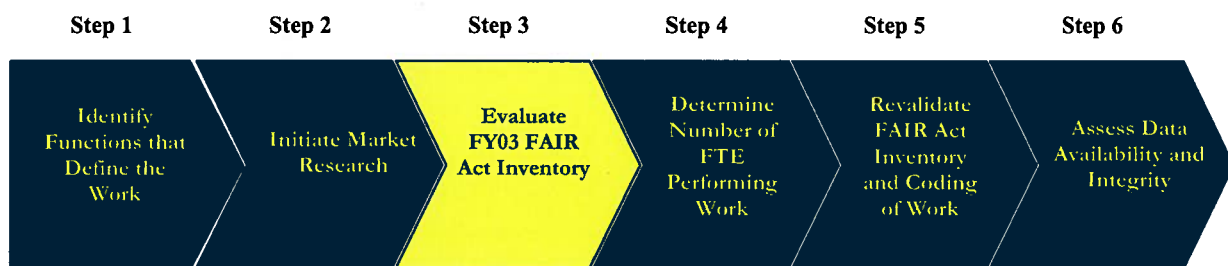 Step 1
Step 2
Step 3
Step 4
Step 5
Step 6
Identify
Functions that
Define the
Work
Initiate Market
Research
Evaluate
FY03 FAIR
Act Inventory
Determine
Number of
FTE
Performing
Work
Revalidate
FAIR Act
Inventory
and Coding
of Work
Assess Data
Availability and
Integrity